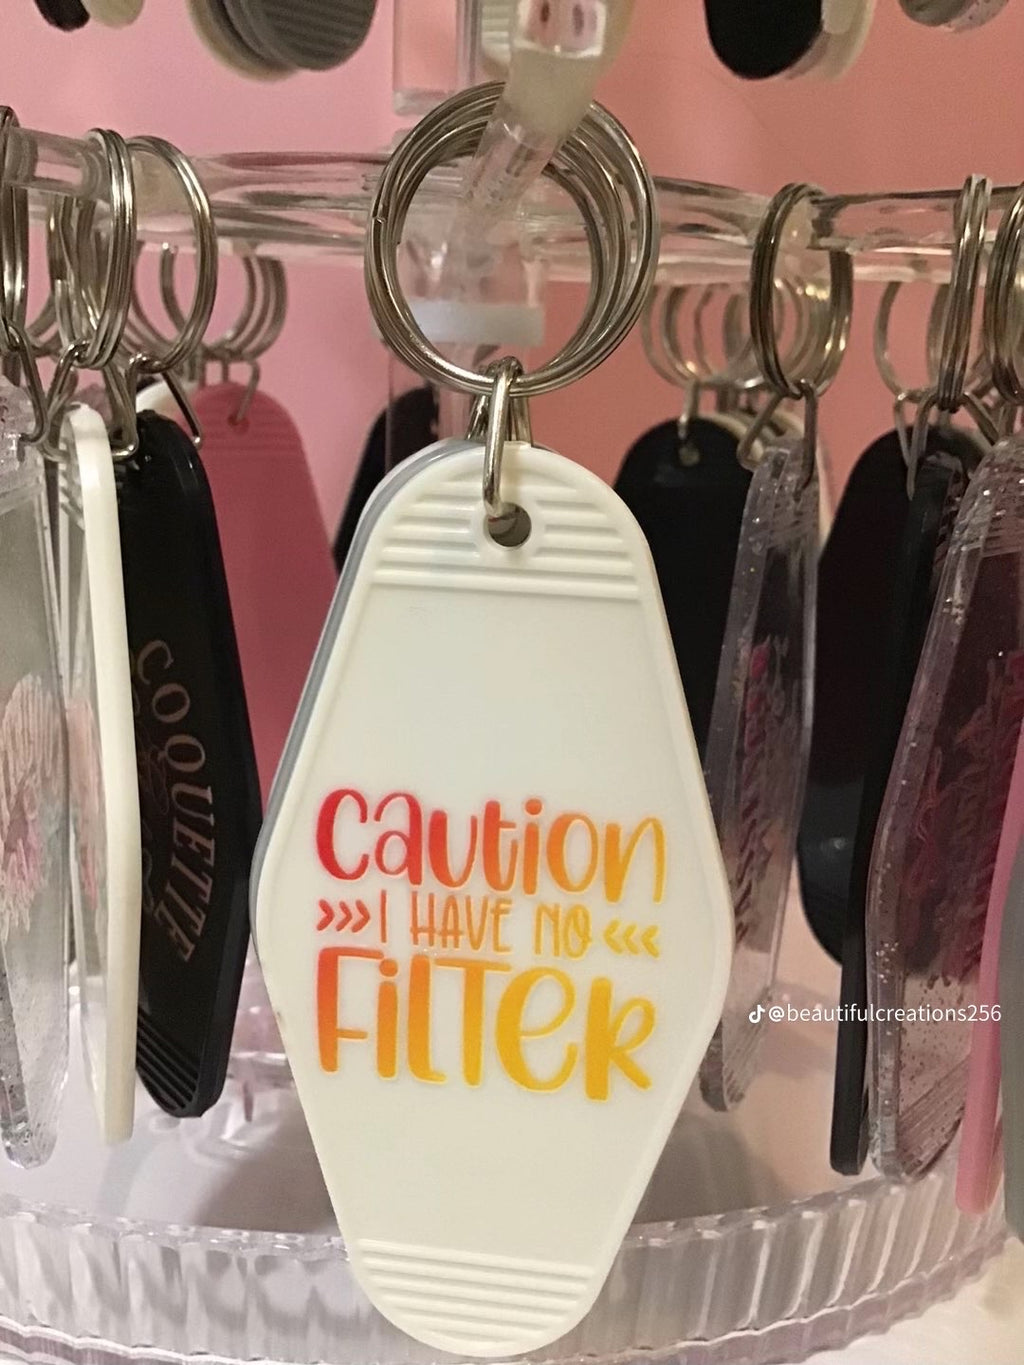 COQUETTE
Caution
>>> I HAVE NO <<<
FiLTer
@beautifulcreations256